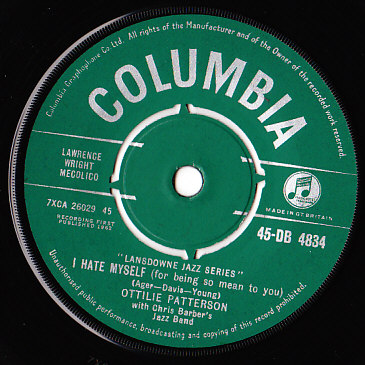 Columbia Graphophone Co. Ltd. All rights of the Manufacturer and of the Owner of the recorded work reserved
COLUMBIA
LAWRENCE
WRIGHT
MECOLICO
7XCA 26029 45
RECORDING FIRST
PUBLISHED 1962
MADE IN GT. BRITAIN
45-DB 4834
"LANSDOWNE JAZZ SERIES"
I HATE MYSELF (for being so mean to you)
(Ager—Davis—Young)
OTTILIE PATTERSON
with Chris Barber's
Jazz Band
Unauthorised public performance, broadcasting and copying of this record prohibited.